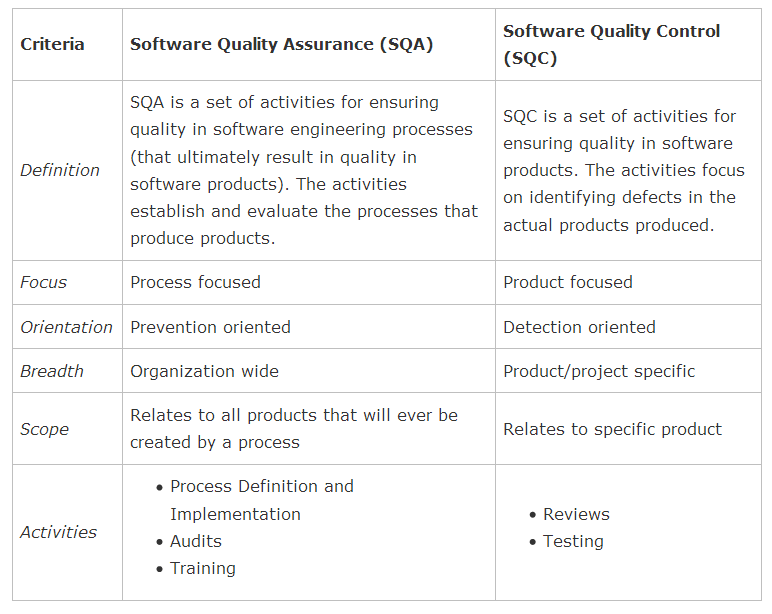 Criteria
Software Quality Assurance (SQA)
Software Quality Control
(SQC)
Definition
SQA is a set of activities for ensuring
quality in software engineering processes
(that ultimately result in quality in
software products). The activities
establish and evaluate the processes that
produce products.
SQC is a set of activities for
ensuring quality in software
products. The activities focus
on identifying defects in the
actual products produced.
Focus
Process focused
Product focused
Orientation
Prevention oriented
Detection oriented
Breadth
Organization wide
Product/project specific
Scope
Relates to all products that will ever be
created by a process
Relates to specific product
Activities
• Process Definition and
Implementation
• Audits
• Training
• Reviews
• Testing